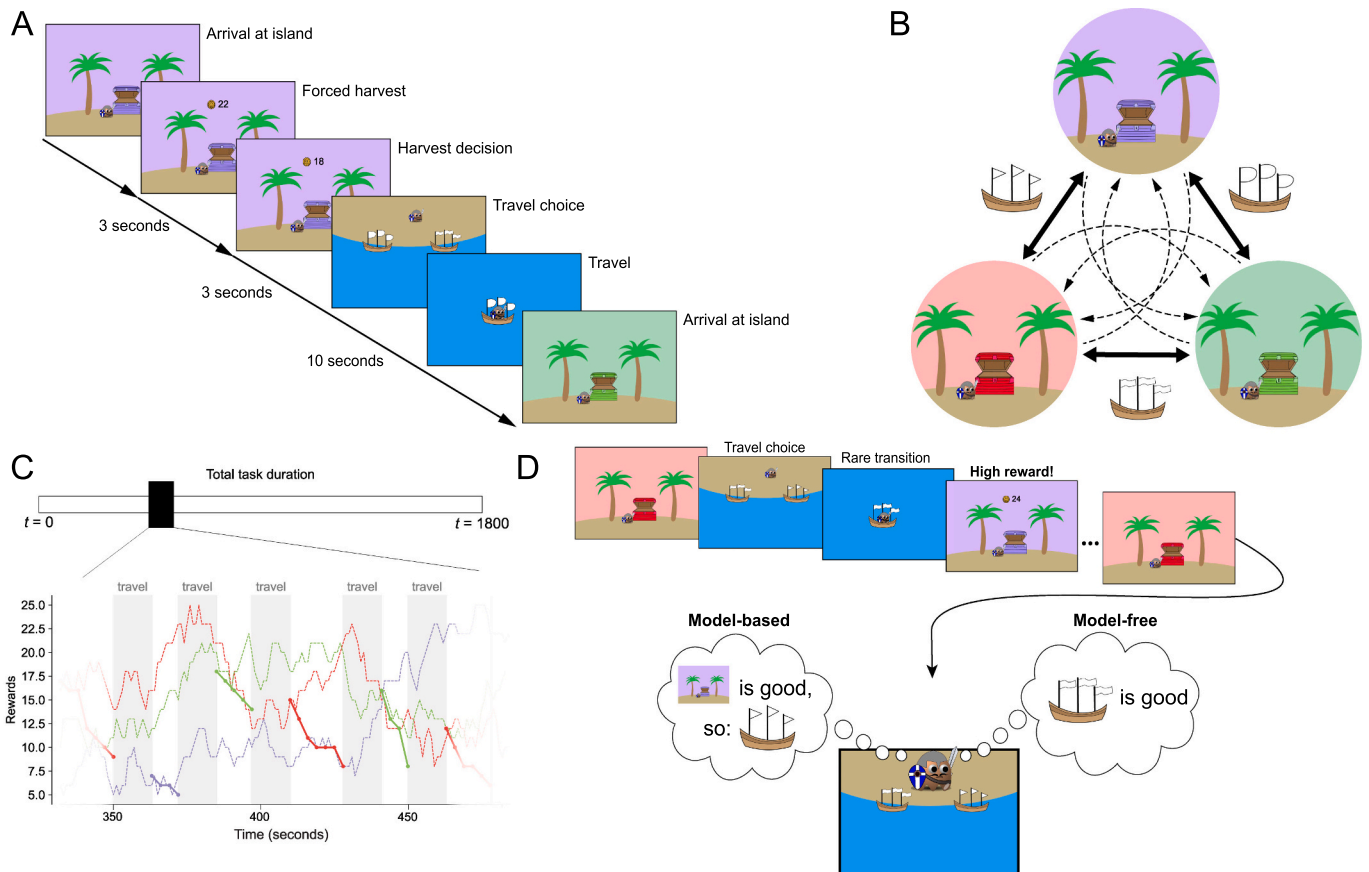 A
Arrival at island
Forced harvest
22
Harvest decision
18
Travel choice
Travel
Arrival at island
3 seconds
3 seconds
10 seconds
B
C
Total task duration
t = 0
t = 1800
travel
travel
travel
travel
travel
25.0
22.5
20.0
17.5
15.0
12.5
10.0
7.5
5.0
Rewards
350
400
450
Time (seconds)
D
Travel choice
Rare transition
High reward!
24
...
Model-based
is good,
so:
Model-free
is good